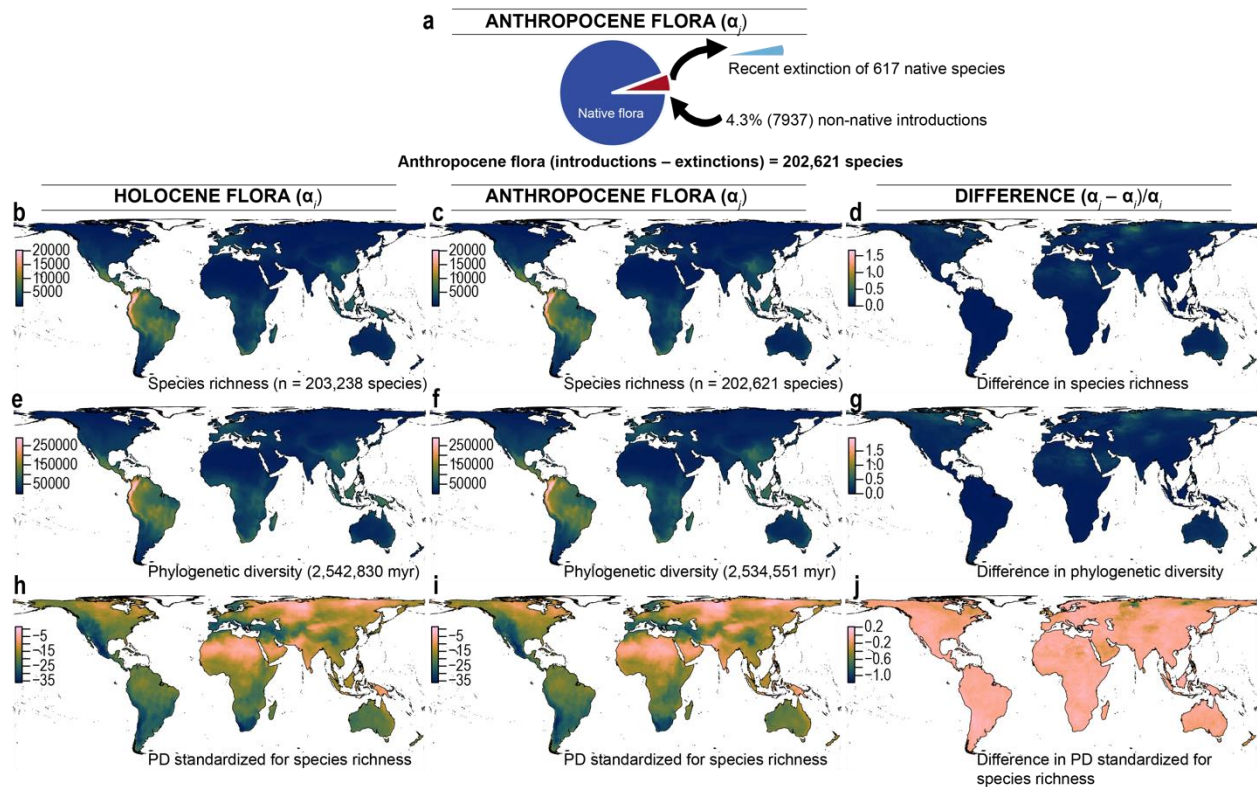 a
ANTHROPOCENE FLORA (αj)
Recent extinction of 617 native species
Native flora
4.3% (7937) non-native introductions
Anthropocene flora (introductions – extinctions) = 202,621 species
HOLOCENE FLORA (αi)
ANTHROPOCENE FLORA (αj)
DIFFERENCE (αj – αi)/αi
b
20000
15000
10000
5000
Species richness (n = 203,238 species)
c
20000
15000
10000
5000
Species richness (n = 202,621 species)
d
1.5
1.0
0.5
0.0
Difference in species richness
e
250000
150000
50000
Phylogenetic diversity (2,542,830 myr)
f
250000
150000
50000
Phylogenetic diversity (2,534,551 myr)
g
1.5
1.0
0.5
0.0
Difference in phylogenetic diversity
h
−5
−15
−25
−35
PD standardized for species richness
i
−5
−15
−25
−35
PD standardized for species richness
j
0.2
−0.2
−0.6
−1.0
Difference in PD standardized for
species richness